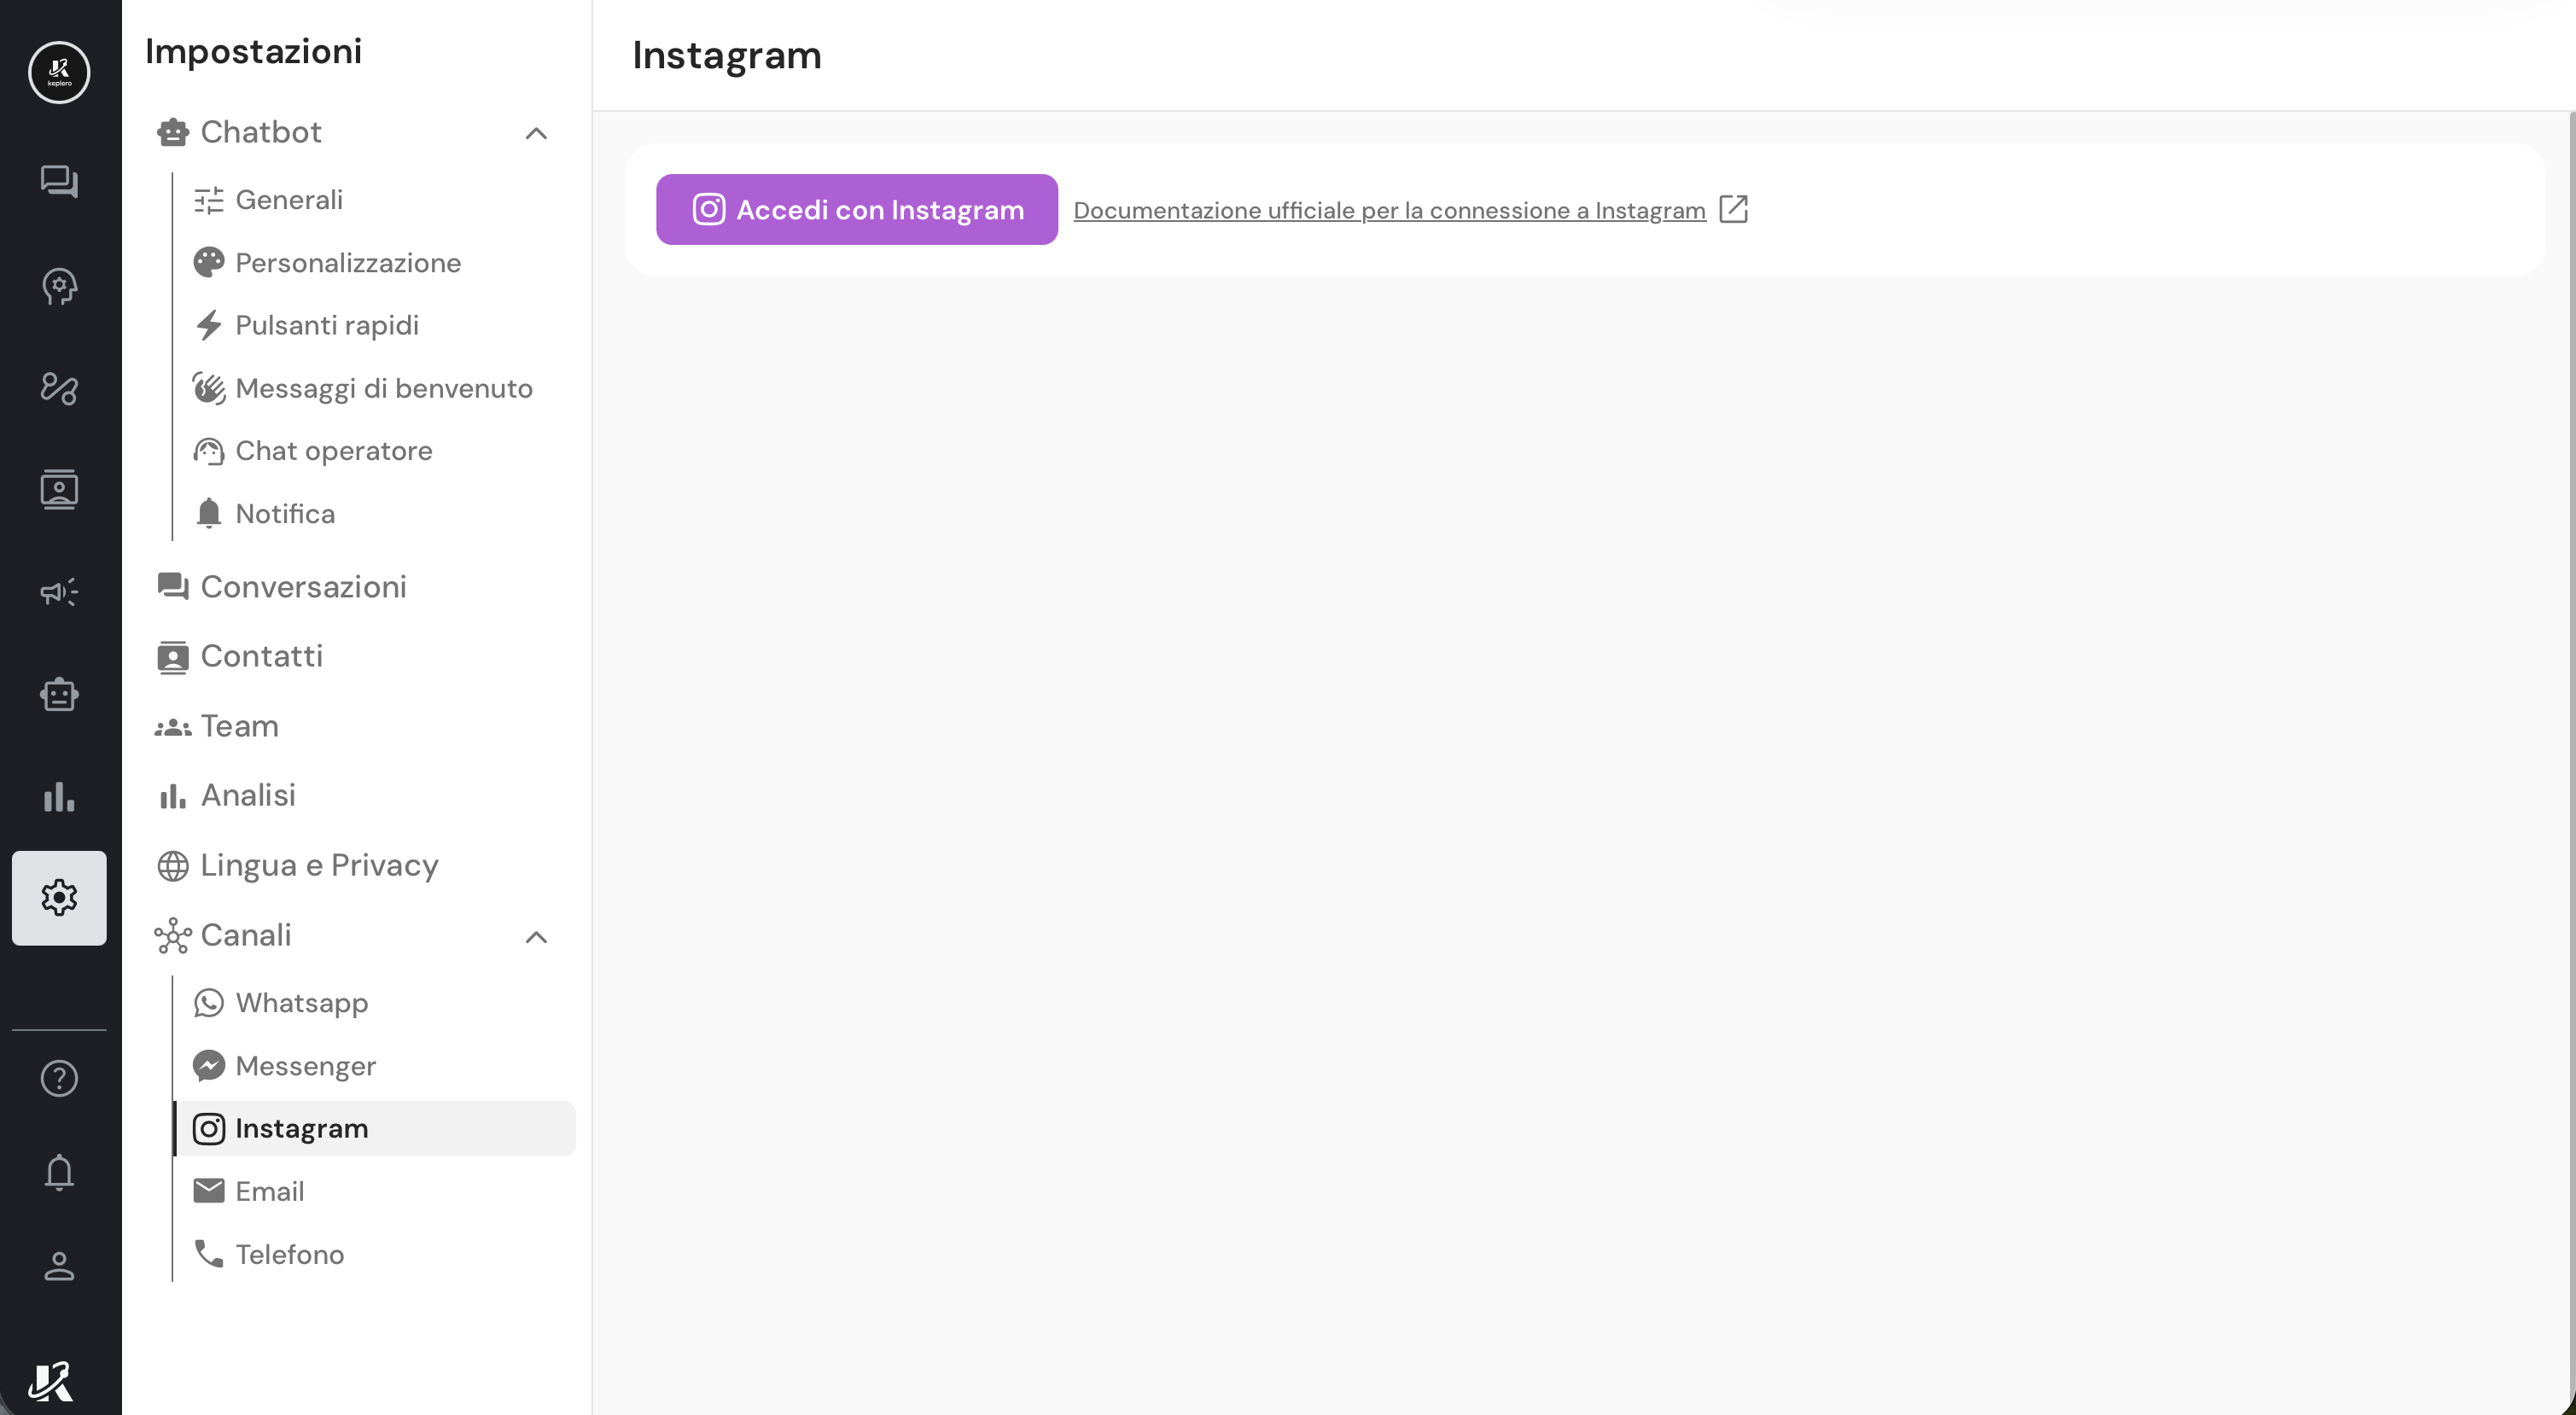 keplero
Impostazioni
Chatbot
Generali
Personalizzazione
Pulsanti rapidi
Messaggi di benvenuto
Chat operatore
Notifica
Conversazioni
Contatti
Team
Analisi
Lingua e Privacy
Canali
Whatsapp
Messenger
Instagram
Email
Telefono
Instagram
Accedi con Instagram
Documentazione ufficiale per la connessione a Instagram